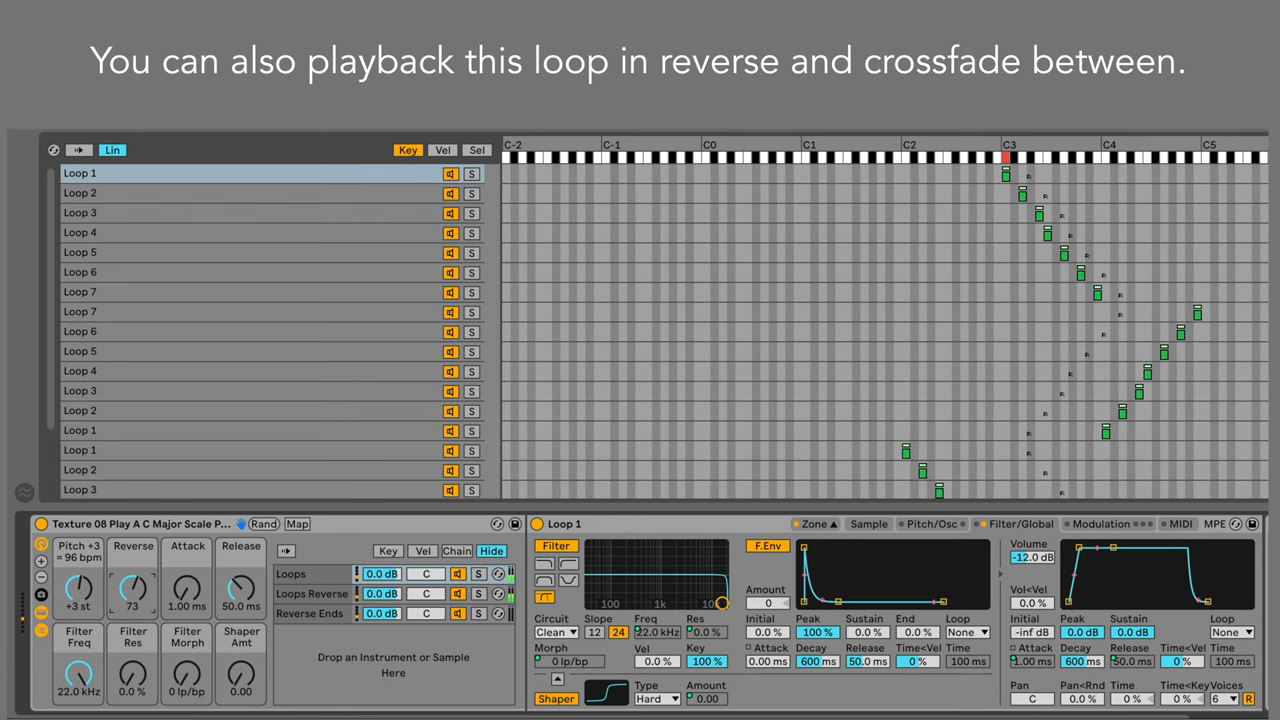 You can also playback this loop in reverse and crossfade between.
Lin Key Vel Sel C-2 C-1 C0 C1 C2 C3 C4 C5
Loop 1 S R
Loop 2 S R
Loop 3 S R
Loop 4 S R
Loop 5 S R
Loop 6 S R
Loop 7 S R
Loop 7 S R
Loop 6 S R
Loop 5 S R
Loop 4 S R
Loop 3 S R
Loop 2 S R
Loop 1 S R
Loop 1 S R
Loop 2 S R
Loop 3 S R
Texture 08 Play A C Major Scale P... Rand Map
Pitch +3 = 96 bpm Reverse Attack Release
+3 st 73 1.00 ms 50.0 ms
Filter Freq Filter Res Filter Morph Shaper Amt
22.0 kHz 0.0 % 0 lp/bp 0.00
Key Vel Chain Hide
Loops 0.0 dB C S
Loops Reverse 0.0 dB C S
Reverse Ends 0.0 dB C S
Drop an Instrument or Sample
Here
Loop 1 Zone Sample Pitch/Osc Filter/Global Modulation MIDI MPE
Filter F.Env Volume
100 1k -12.0 dB
Amount Vol<Vel
0 0.0 %
Circuit Slope Freq Res Initial Peak Sustain End Loop Initial Peak Sustain Loop
Clean 12 24 22.0 kHz 0.0 % 0.0 % 100 % 0.0 % 0.0 % None -inf dB 0.0 dB 0.0 dB None
Morph Vel Key Attack Decay Release Time<Vel Time Attack Decay Release Time<Vel Time
0 lp/bp 0.0 % 100 % 0.00 ms 600 ms 50.0 ms 0 % 100 ms 1.00 ms 600 ms 50.0 ms 0 % 100 ms
Type Amount Pan Pan<Rnd Time Time<Key Voices
Shaper Hard 0.00 C 0.0 % 0 % 0 % 6 R